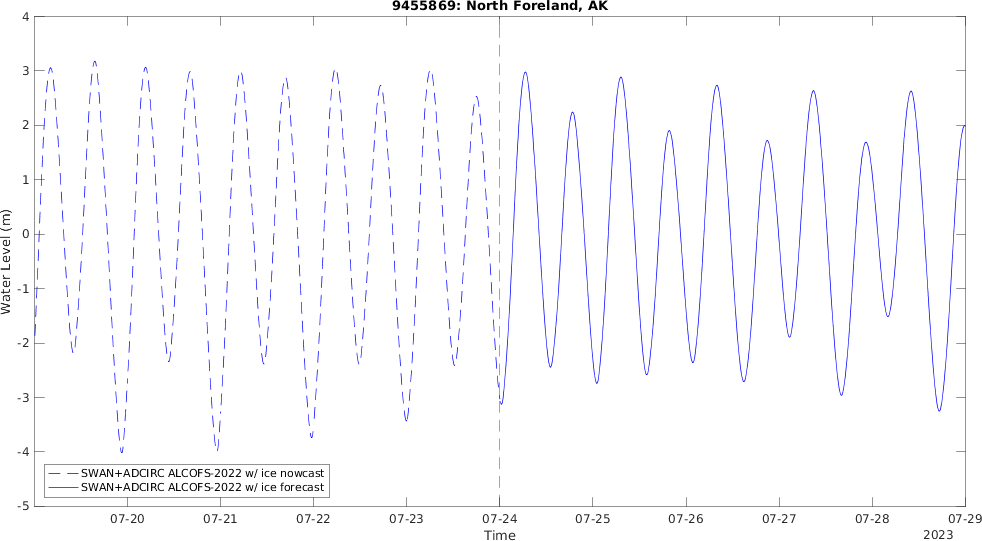 9455869: North Foreland, AK
4
3
2
1
0
-1
-2
-3
-4
-5
Water Level (m)
SWAN+ADCIRC ALCOFS-2022 w/ ice nowcast
SWAN+ADCIRC ALCOFS-2022 w/ ice forecast
07-20 07-21 07-22 07-23 07-24 07-25 07-26 07-27 07-28 07-29
Time
2023